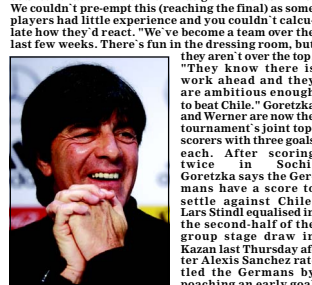 We couldn`t pre-empt this (reaching the final) as some
players had little experience and you couldn`t calcu-
late how they`d react. "We`ve become a team over the
last few weeks. There`s fun in the dressing room, but
they aren`t over the top.
"They know there is
work ahead and they
are ambitious enough
to beat Chile." Goretzka
and Werner are now the
tournament`s joint top
scorers with three goals
each. After scoring
twice in Sochi
Goretzka says the Ger-
mans have a score to
settle against Chile.
Lars Stindl equalised in
the second-half of the
group stage draw in
Kazan last Thursday af-
ter Alexis Sanchez rat-
tled the Germans by
poaching an early goal